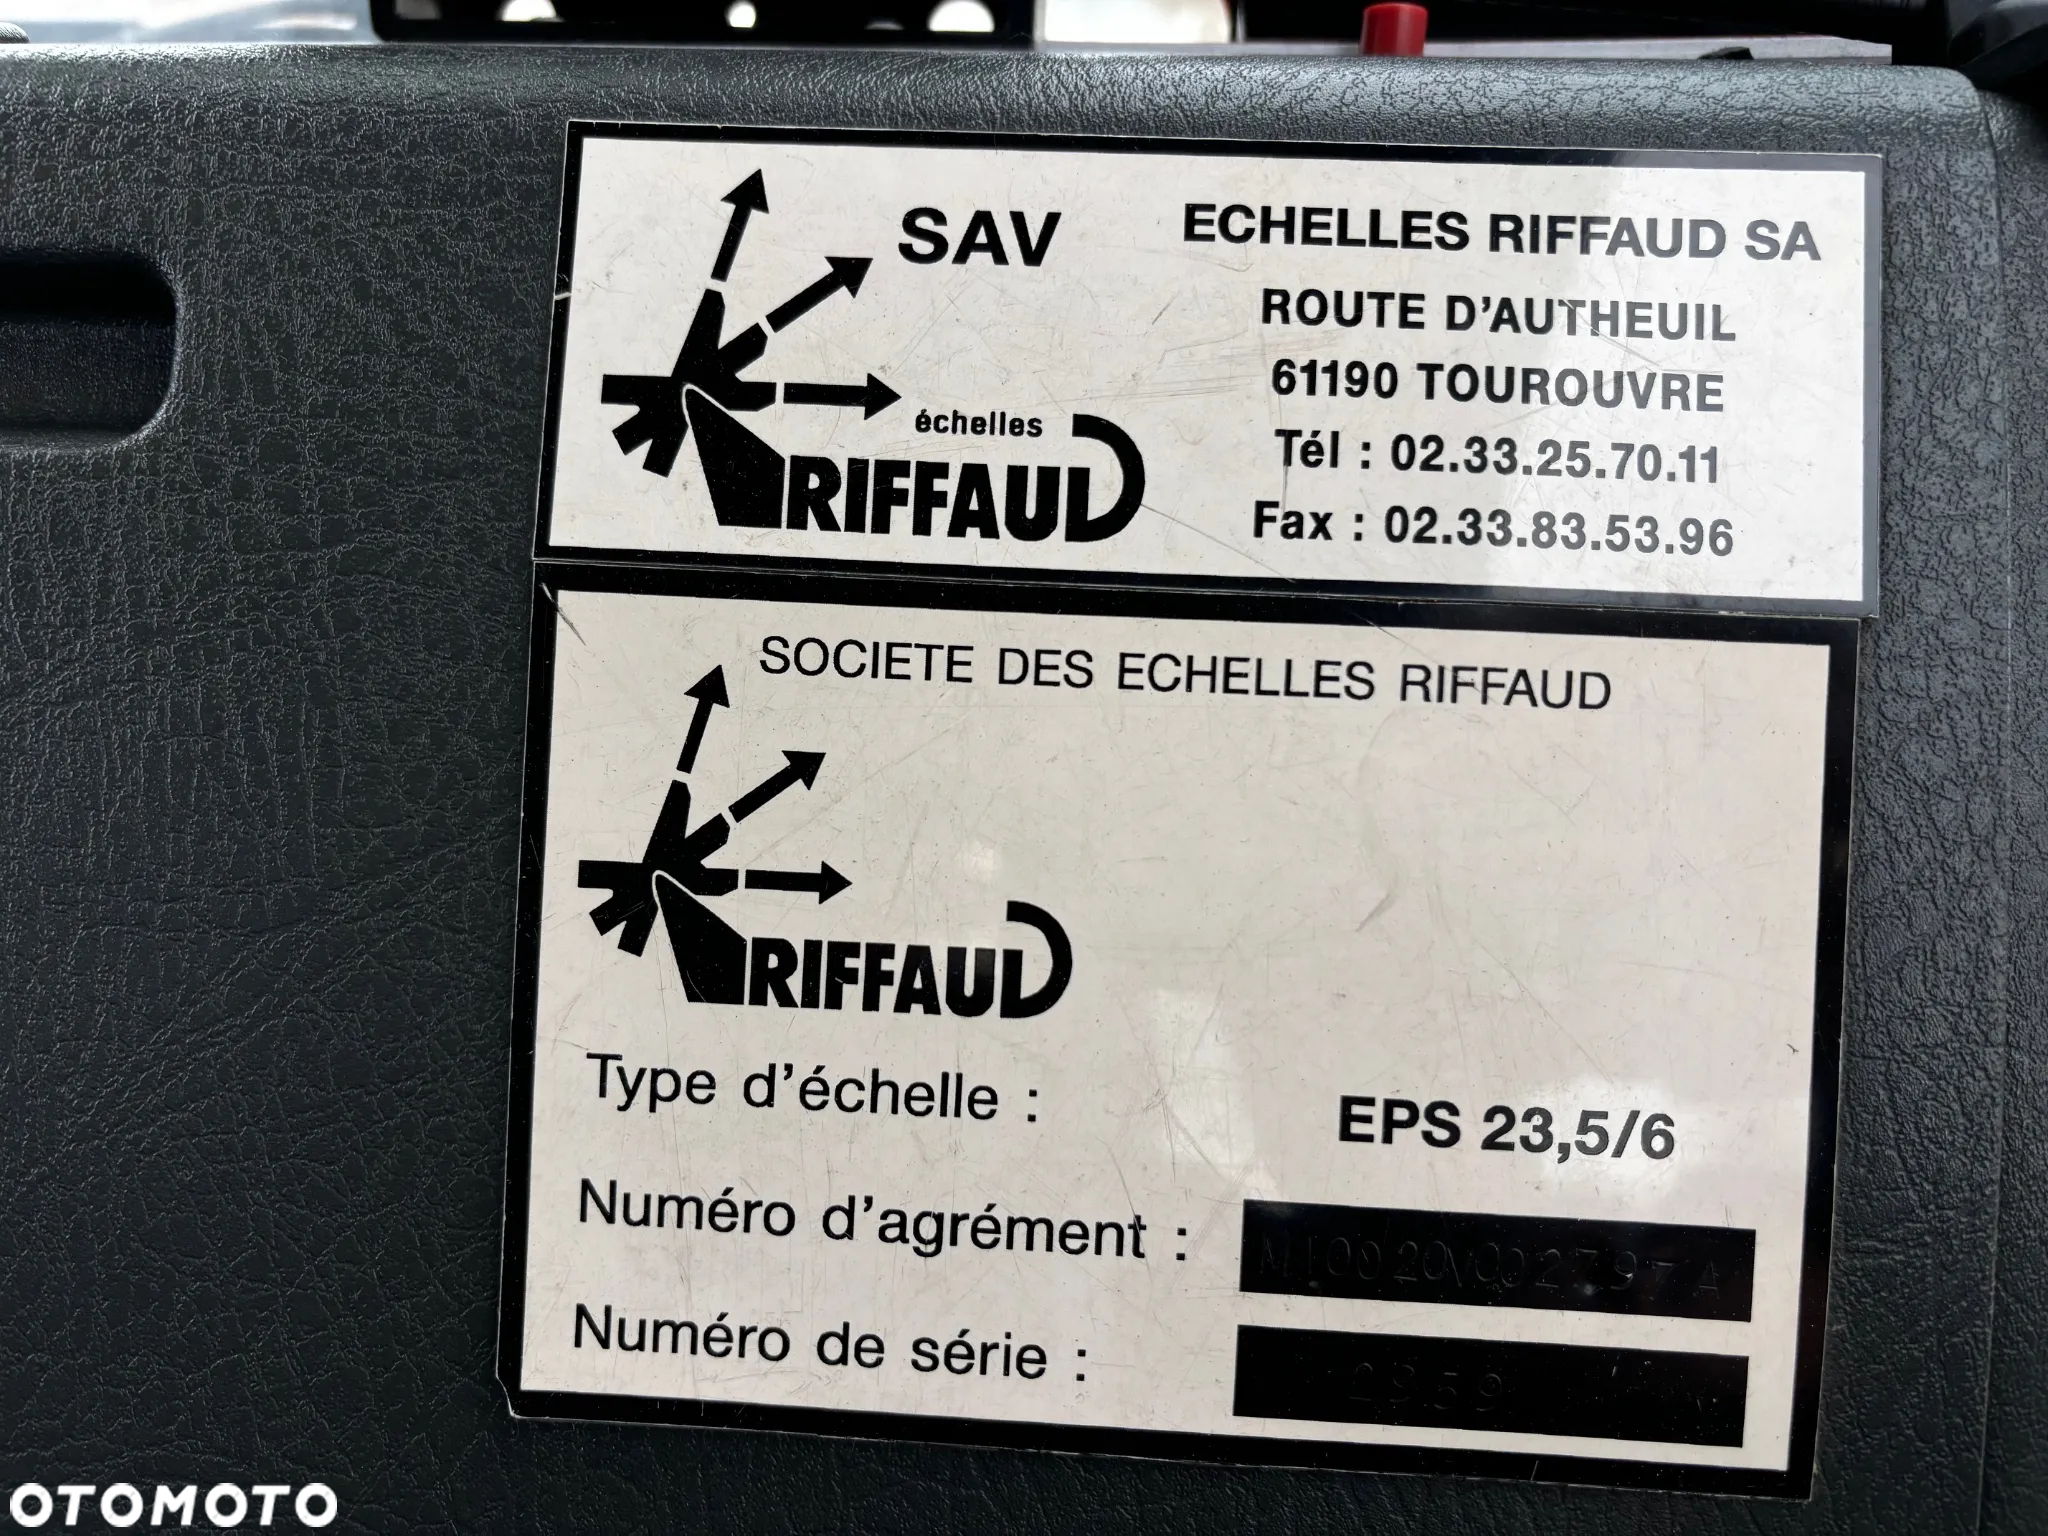 SAV
échelles
RIFFAUD
ECHELLES RIFFAUD SA
ROUTE D'AUTHEUIL
61190 TOUROUVRE
Tél : 02.33.25.70.11
Fax : 02.33.83.53.96
SOCIETE DES ECHELLES RIFFAUD
RIFFAUD
Type d'échelle : EPS 23,5/6
Numéro d'agrément :
Numéro de série : 2959
OTOMOTO